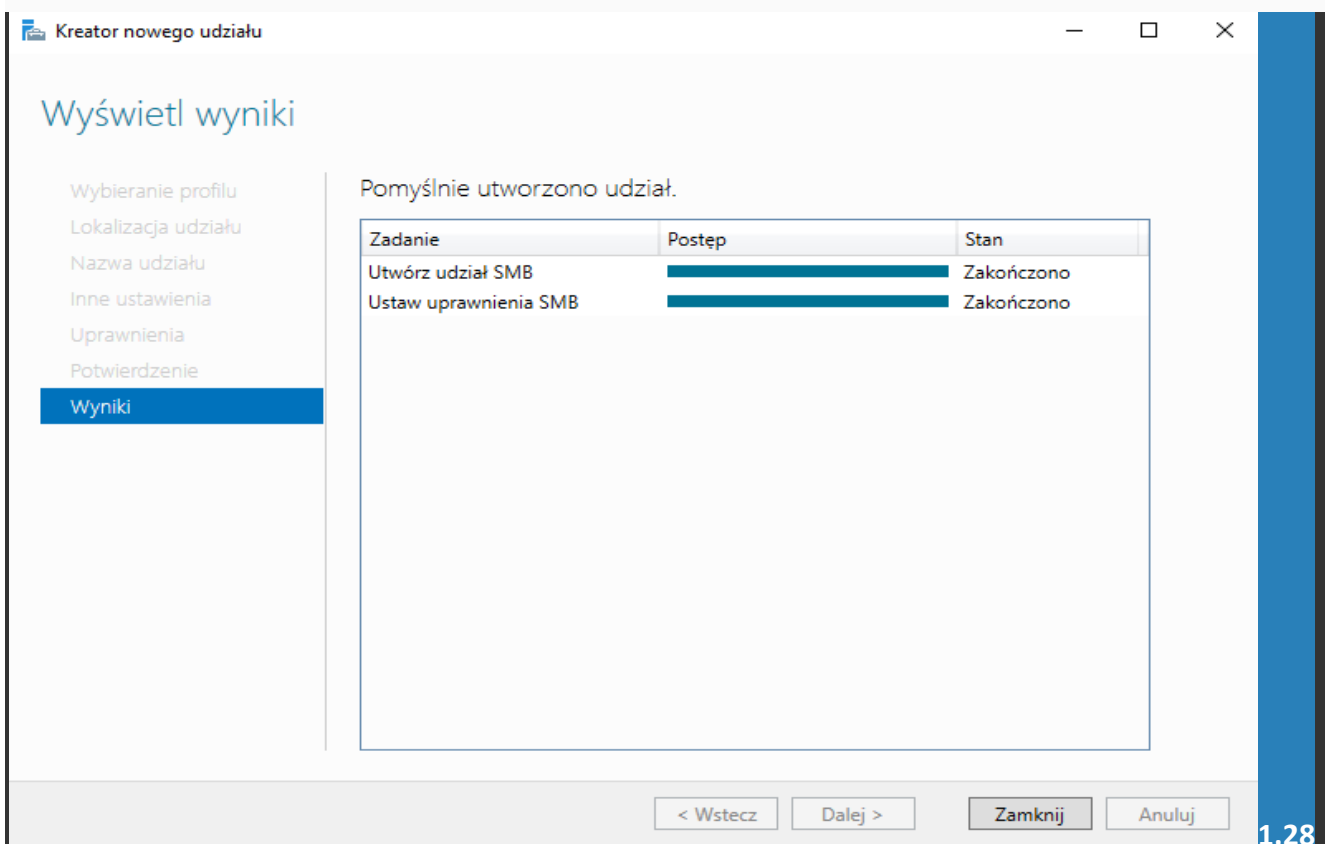 Kreator nowego udziału
Wyświetl wyniki
Wybieranie profilu
Lokalizacja udziału
Nazwa udziału
Inne ustawienia
Uprawnienia
Potwierdzenie
Wyniki
Pomyślnie utworzono udział.
Zadanie Postęp Stan
Utwórz udział SMB Zakończono
Ustaw uprawnienia SMB Zakończono
< Wstecz Dalej > Zamknij Anuluj
1.28